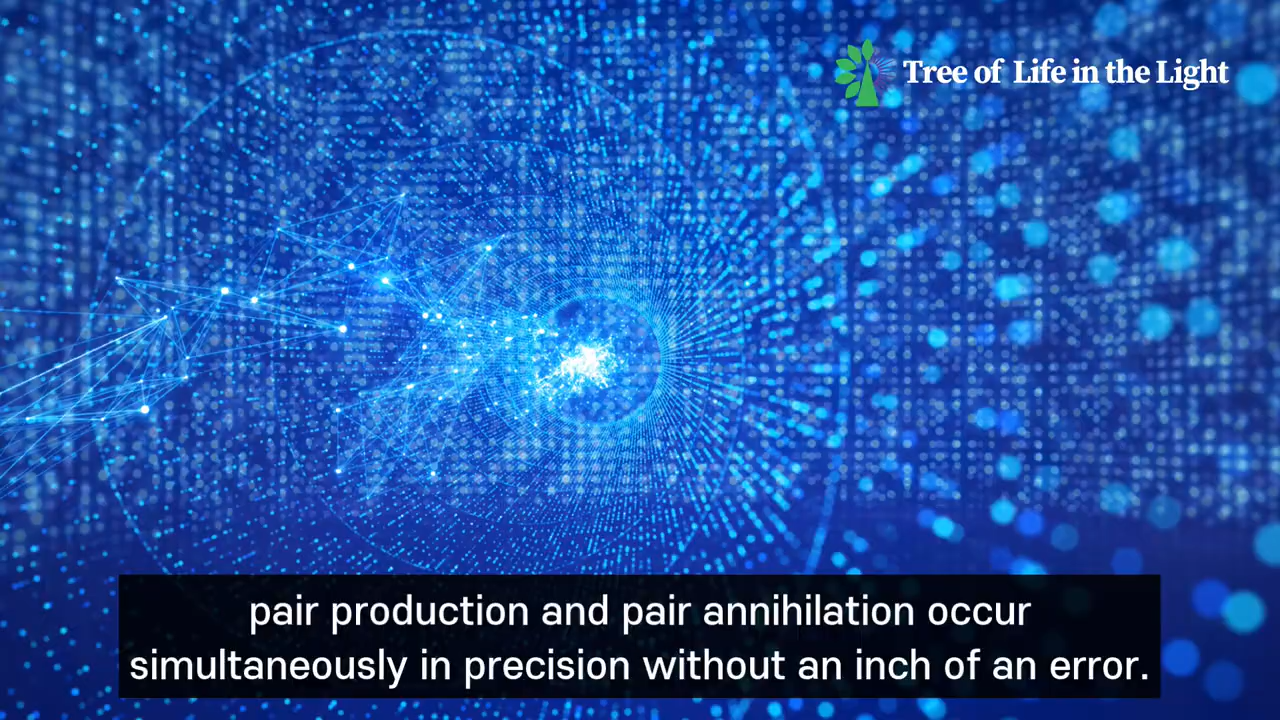 Tree of Life in the Light
pair production and pair annihilation occur
simultaneously in precision without an inch of an error.